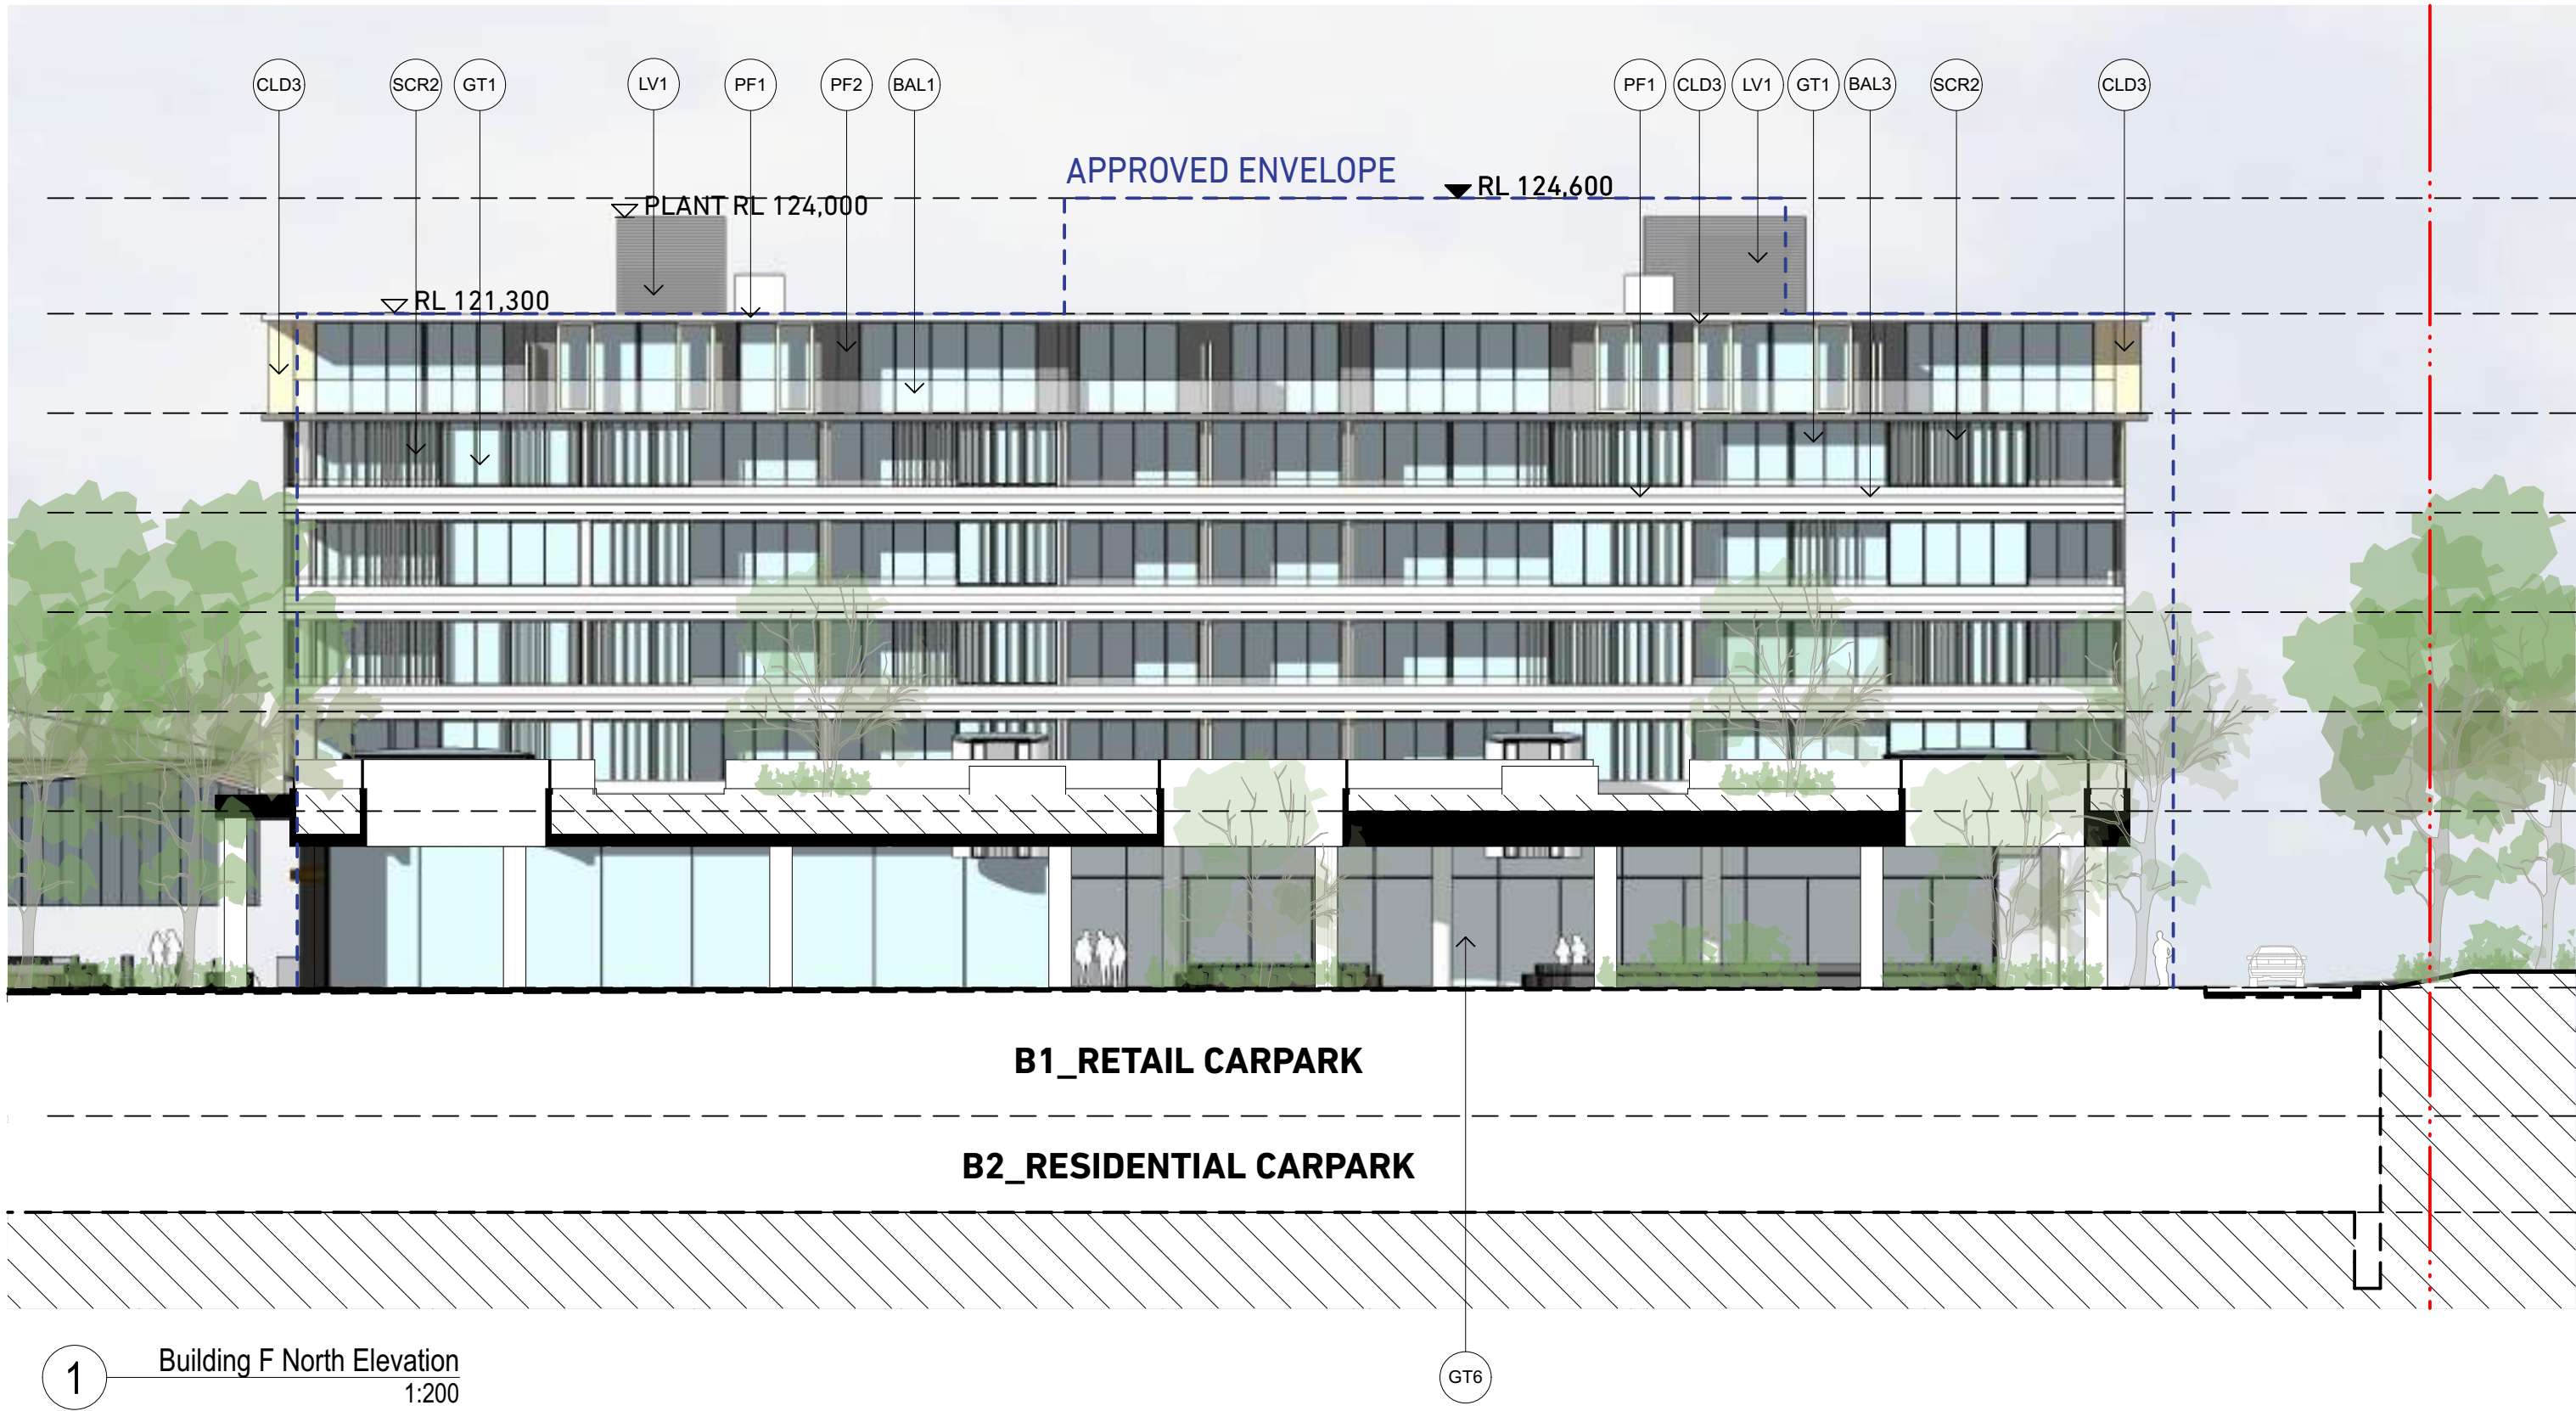 CLD3 SCR2 GT1 LV1 PF1 PF2 BAL1 PF1 CLD3 LV1 GT1 BAL3 SCR2 CLD3
APPROVED ENVELOPE
RL 124,600
PLANT RL 124,000
RL 121,300
B1_RETAIL CARPARK
B2_RESIDENTIAL CARPARK
1 Building F North Elevation
1:200
GT6